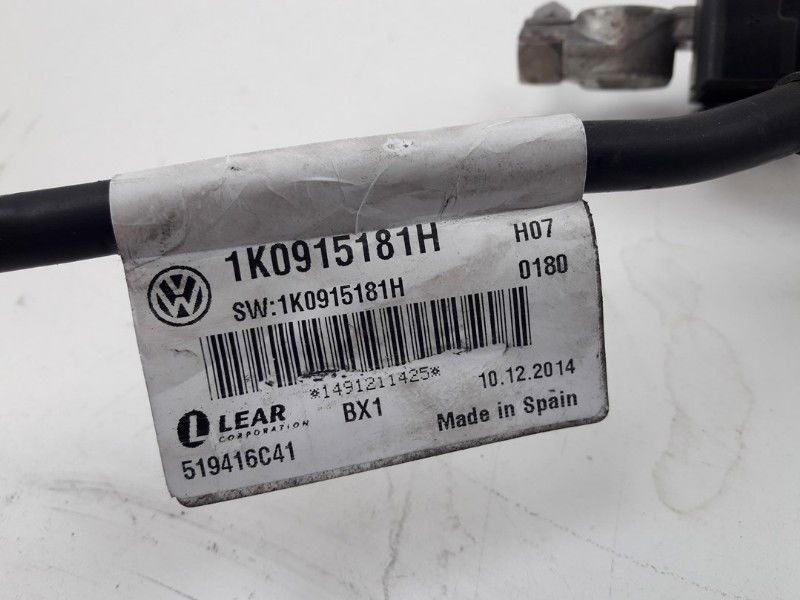 1K0915181H H07
SW:1K0915181H 0180
*1491211425* 10.12.2014
LEAR BX1 Made in Spain
CORPORATION
519416C41